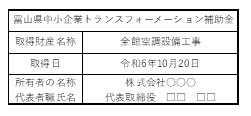 富山県中小企業トランスフォーメーション補助金
取得財産名称 全館空調設備工事
取得日 令和6年10月20日
所有者の名称 株式会社○○○
代表者職氏名 代表取締役 □□ □□